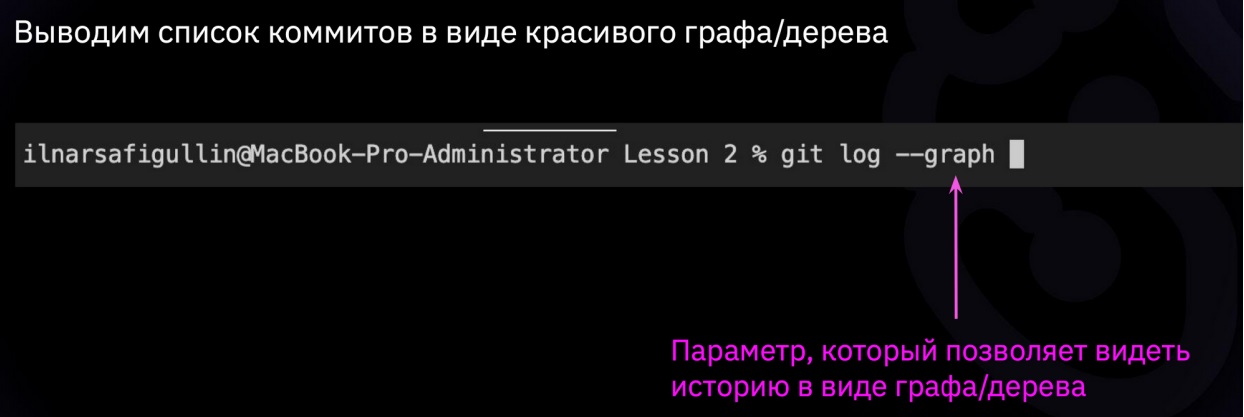 Выводим список коммитов в виде красивого графа/дерева
ilnarsafigullin@MacBook-Pro-Administrator Lesson 2 % git log --graph
Параметр, который позволяет видеть
историю в виде графа/дерева